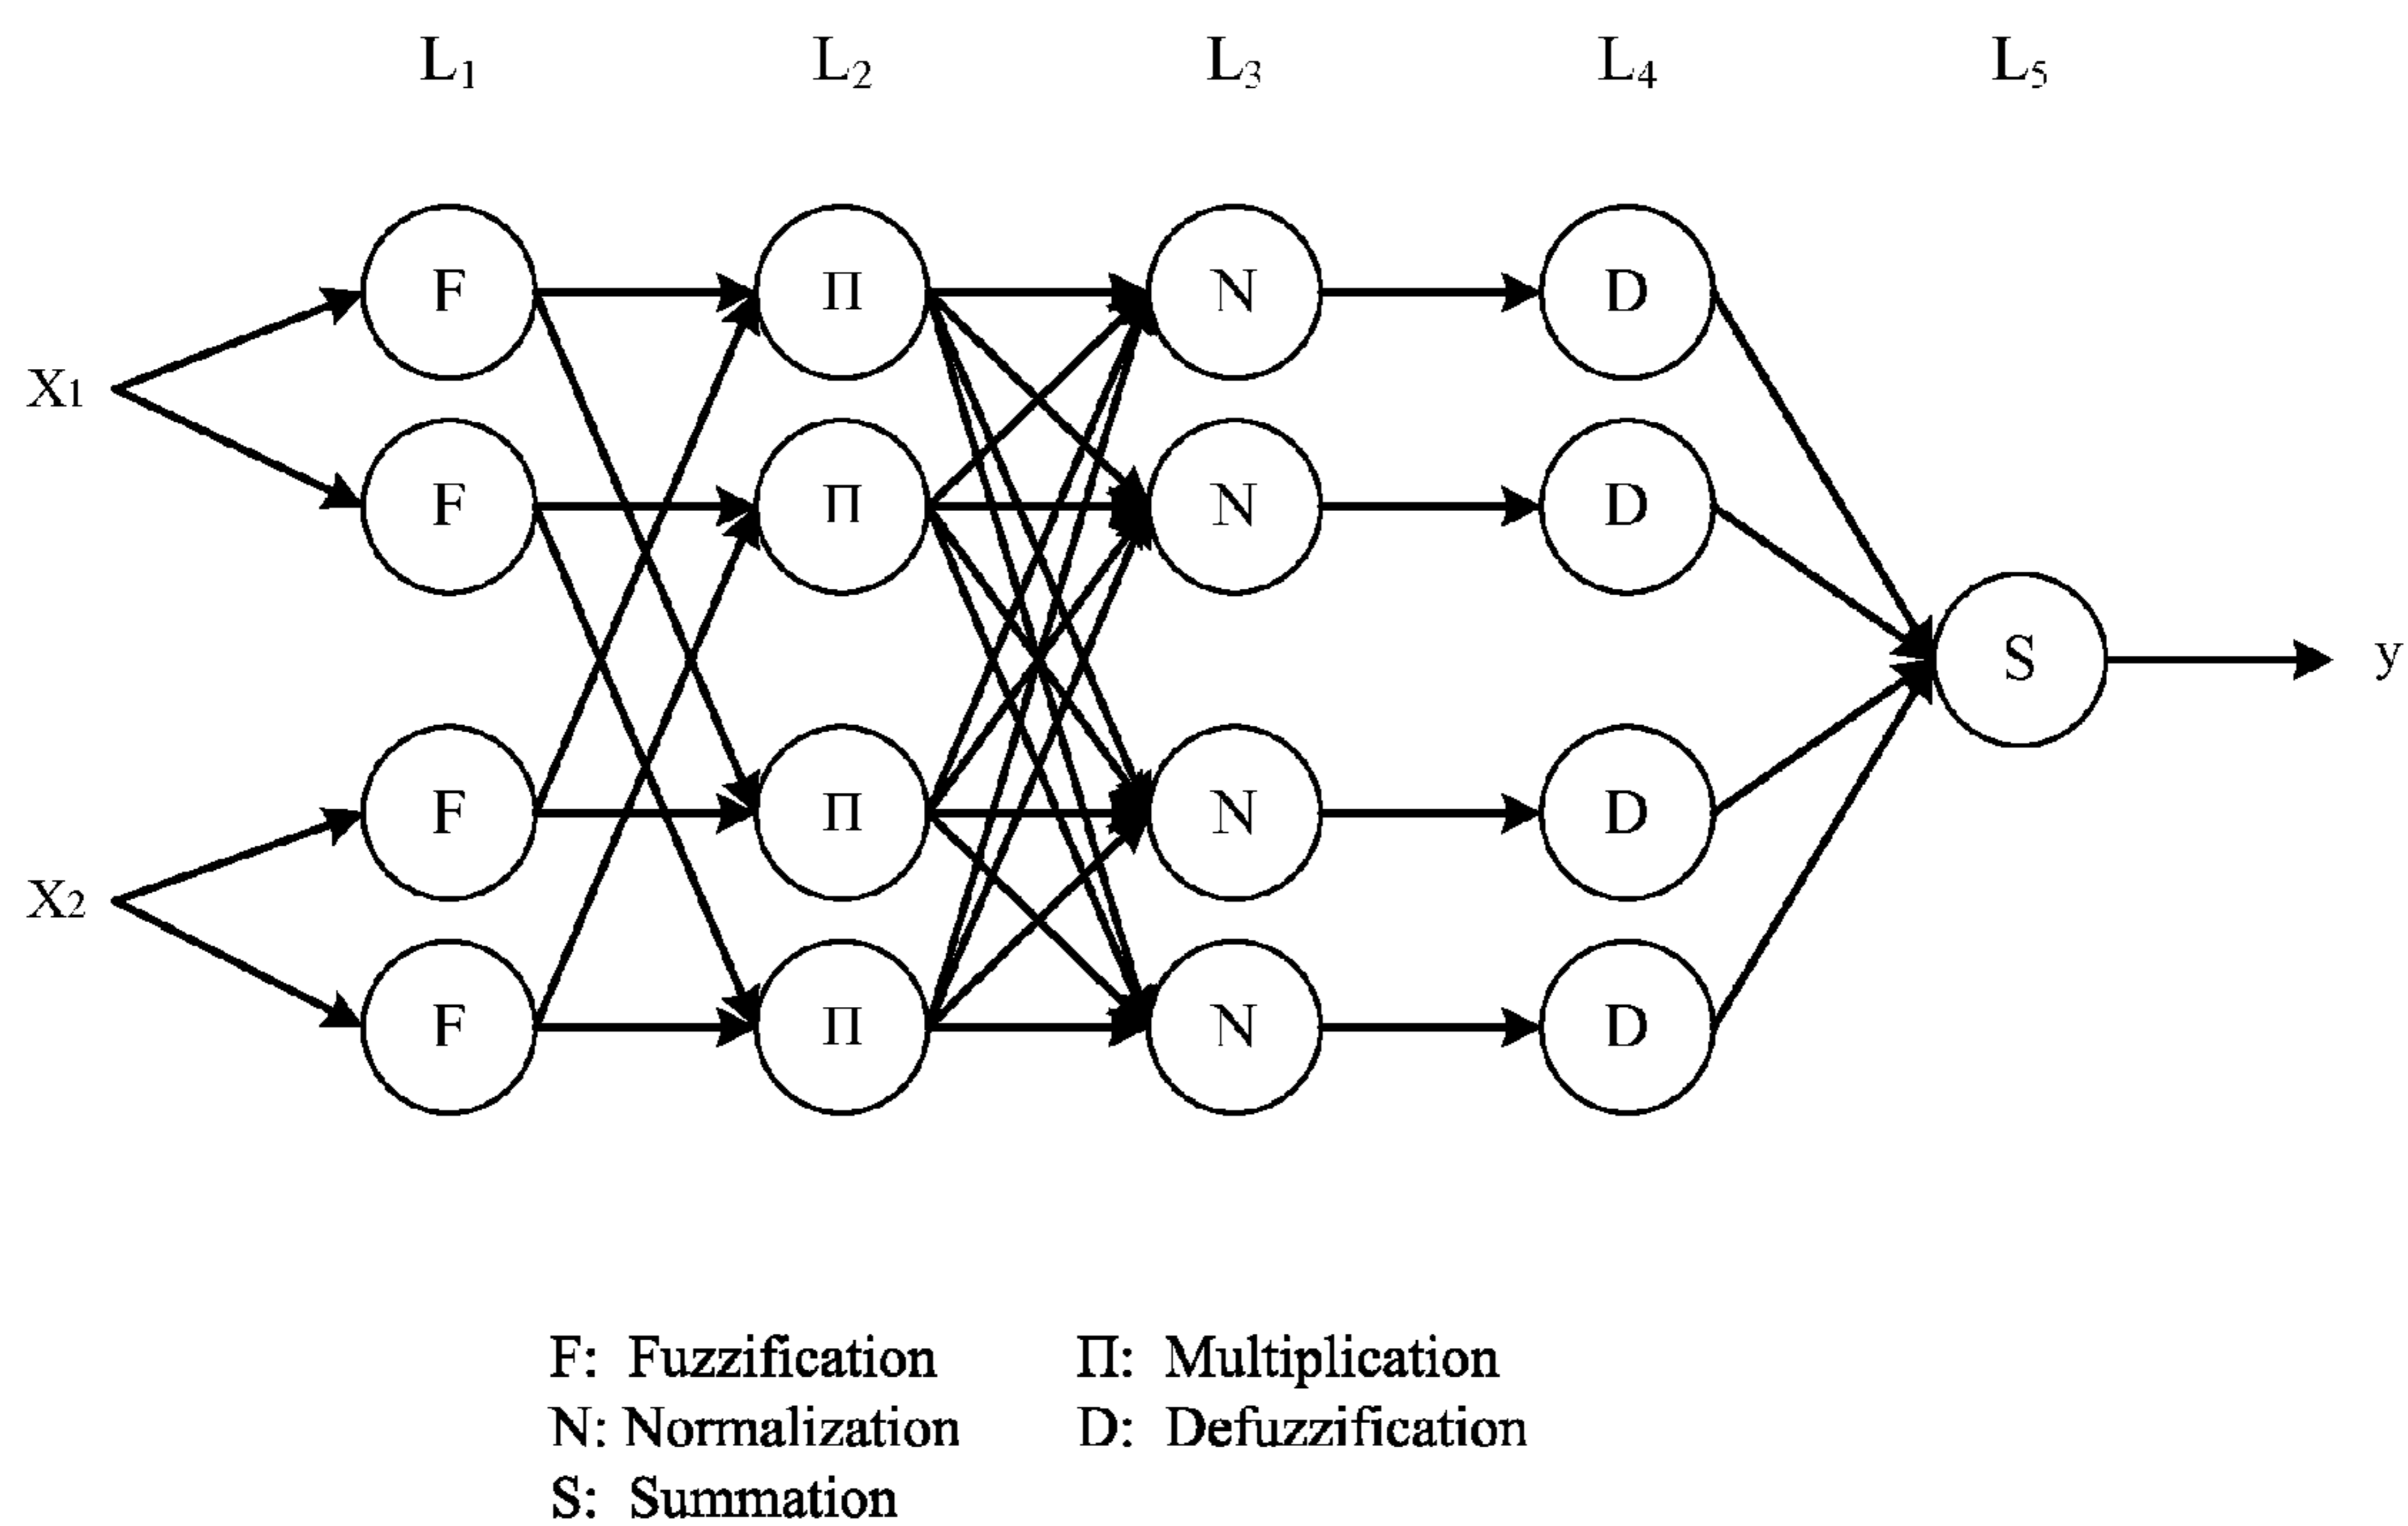 L1 L2 L3 L4 L5
F Π N D
X1
F Π N D
S y
F Π N D
X2
F Π N D
F: Fuzzification Π: Multiplication
N: Normalization D: Defuzzification
S: Summation